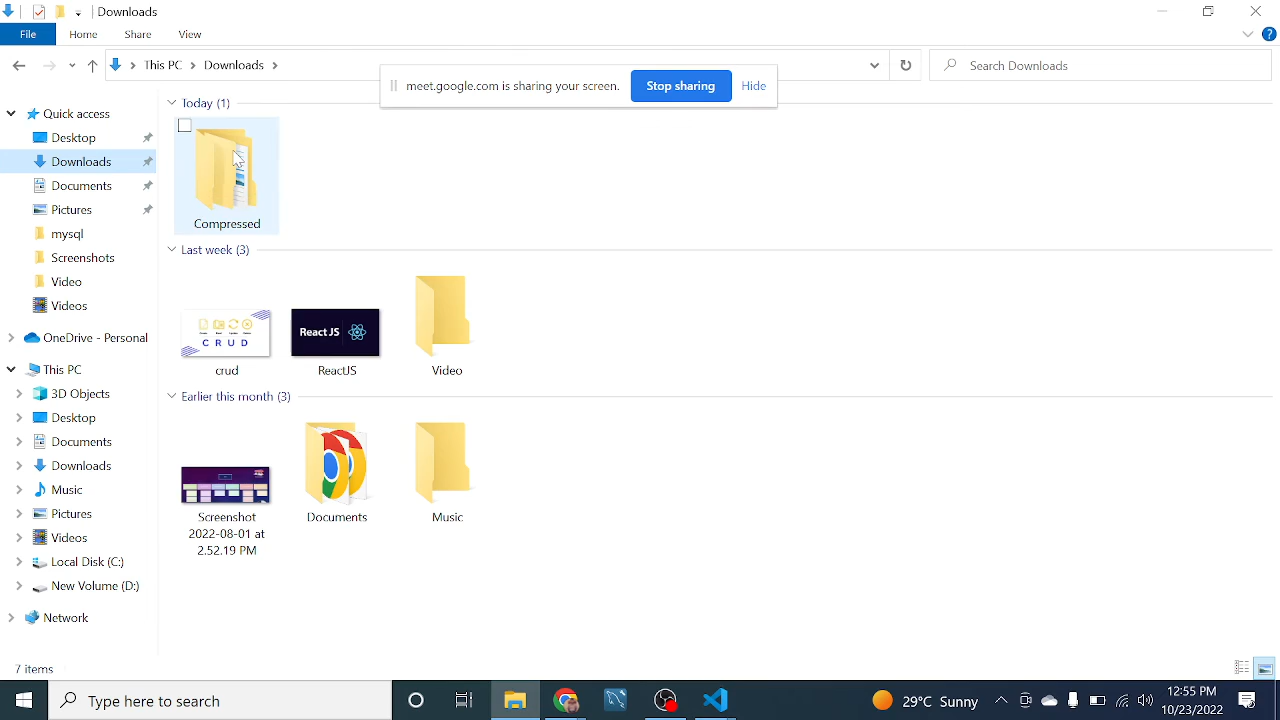 Downloads
File Home Share View
This PC Downloads
Search Downloads
meet.google.com is sharing your screen. Stop sharing Hide
Quick access
Desktop
Downloads
Documents
Pictures
mysql
Screenshots
Video
Videos
OneDrive - Personal
This PC
3D Objects
Desktop
Documents
Downloads
Music
Pictures
Videos
Local Disk (C:)
New Volume (D:)
Network
Today (1)
Compressed
Last week (3)
C R U D
React JS
crud
ReactJS
Video
Earlier this month (3)
Screenshot
2022-08-01 at
2.52.19 PM
Documents
Music
7 items
Type here to search
29°C Sunny
12:55 PM
10/23/2022